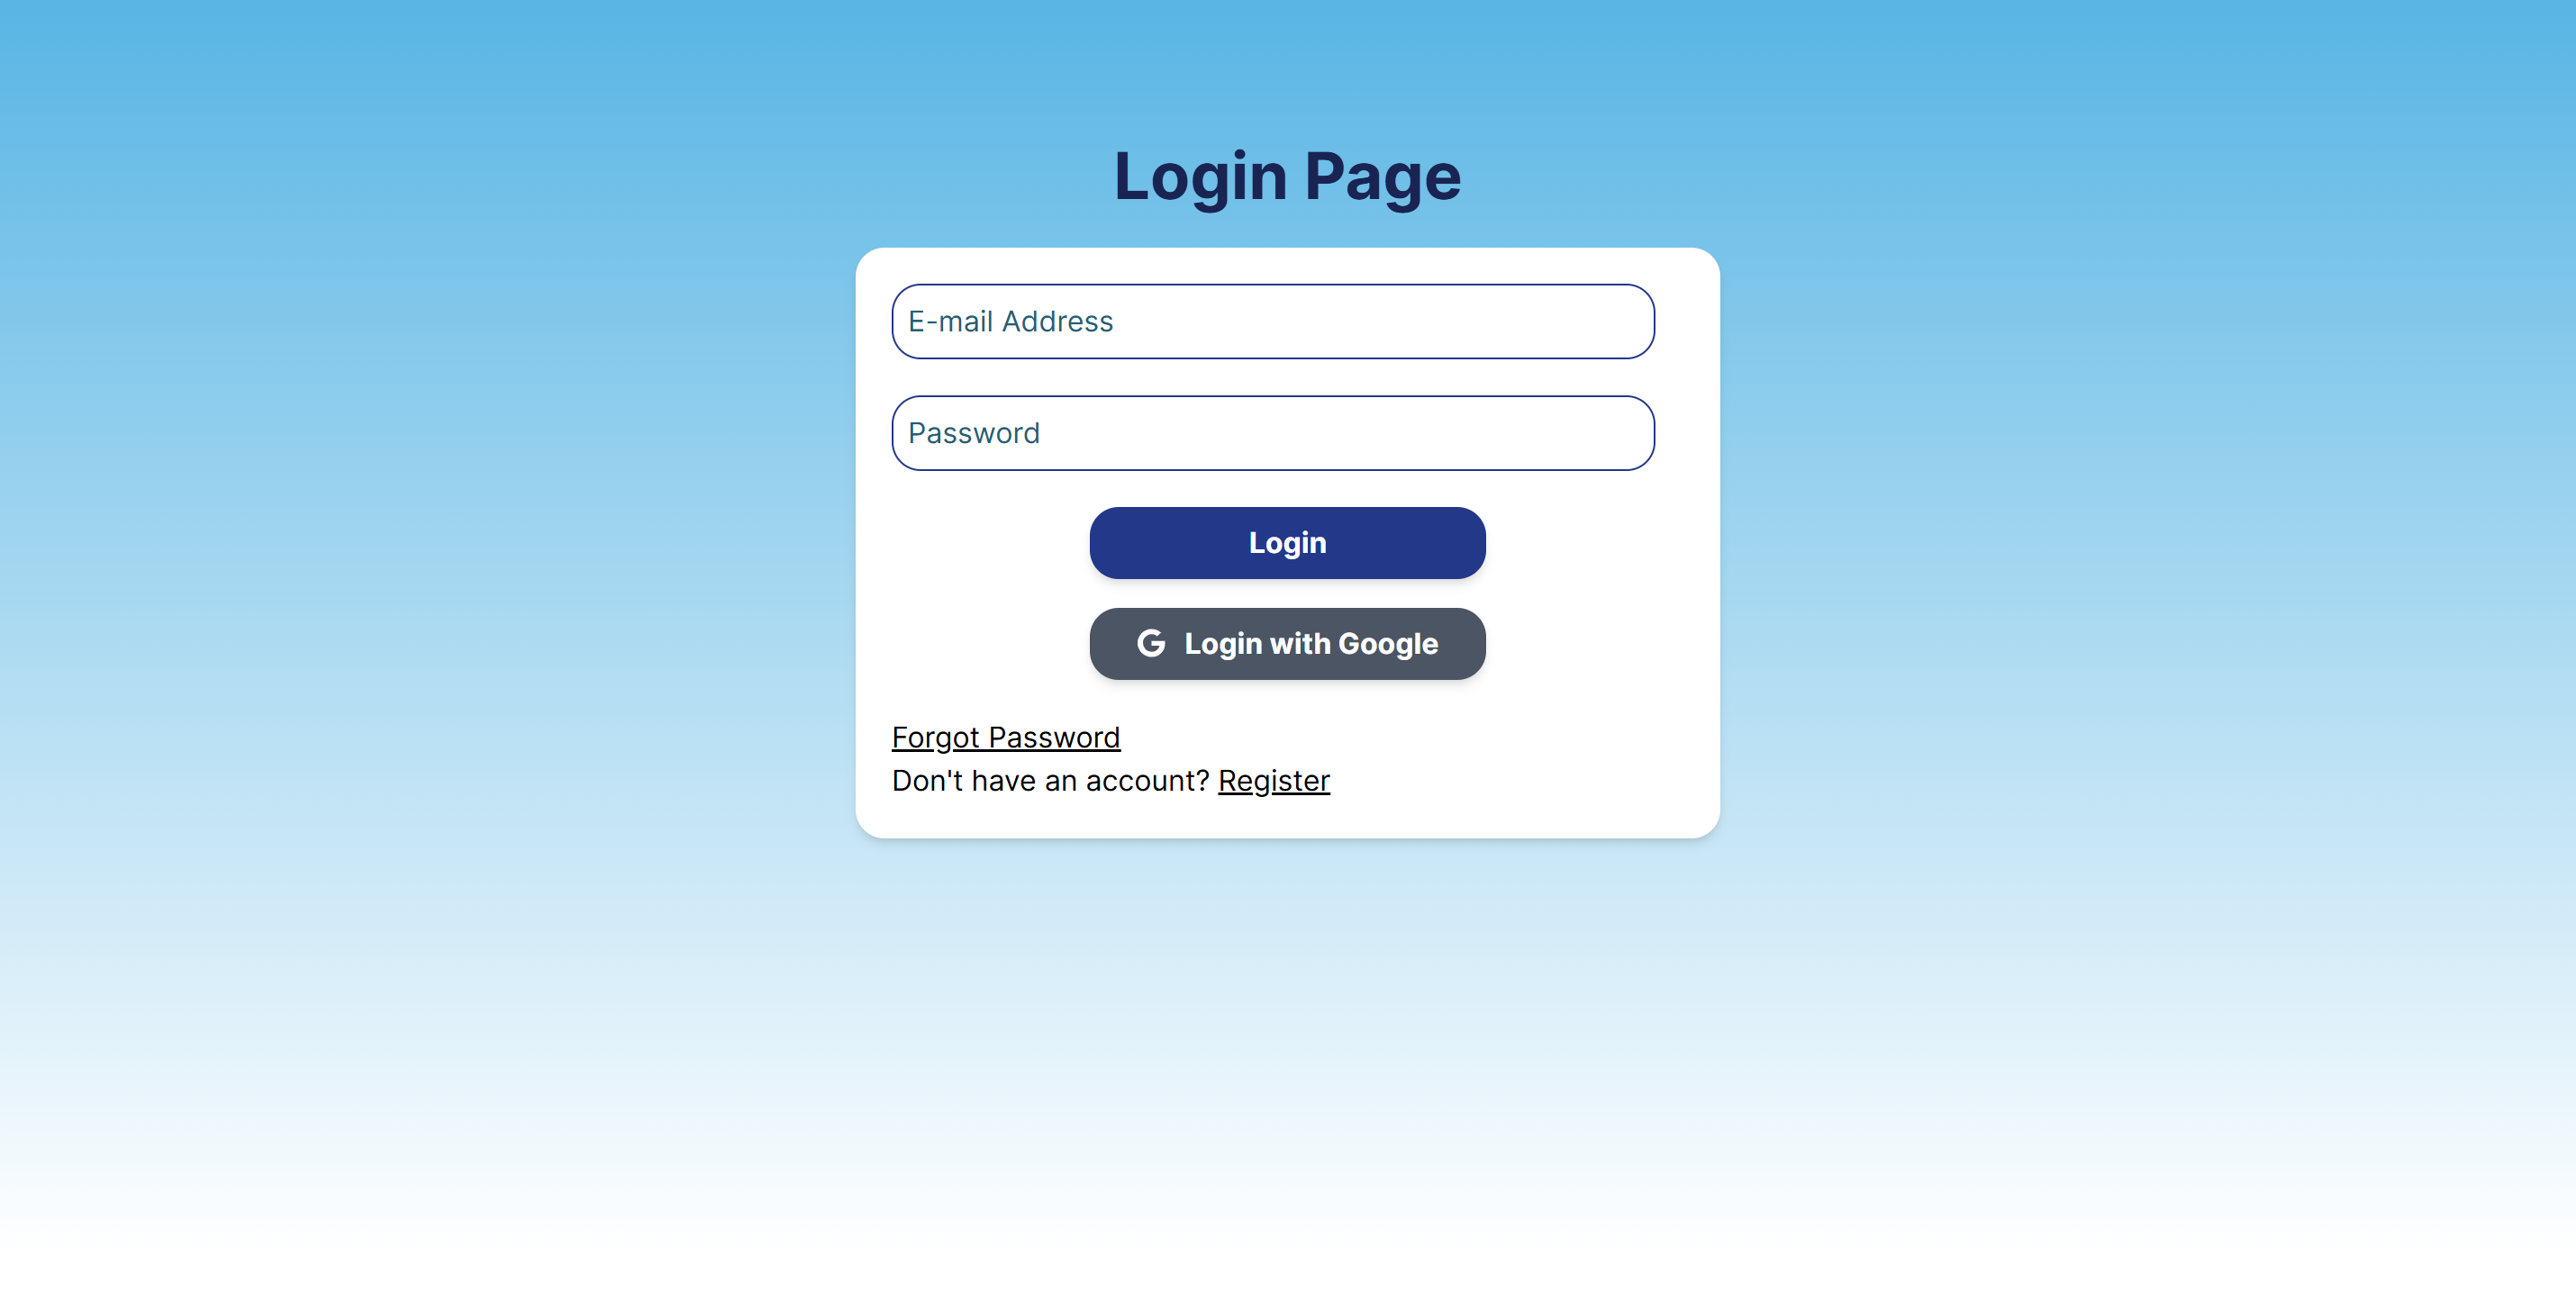 Login Page
E-mail Address
Password
Login
Login with Google
Forgot Password
Don't have an account? Register